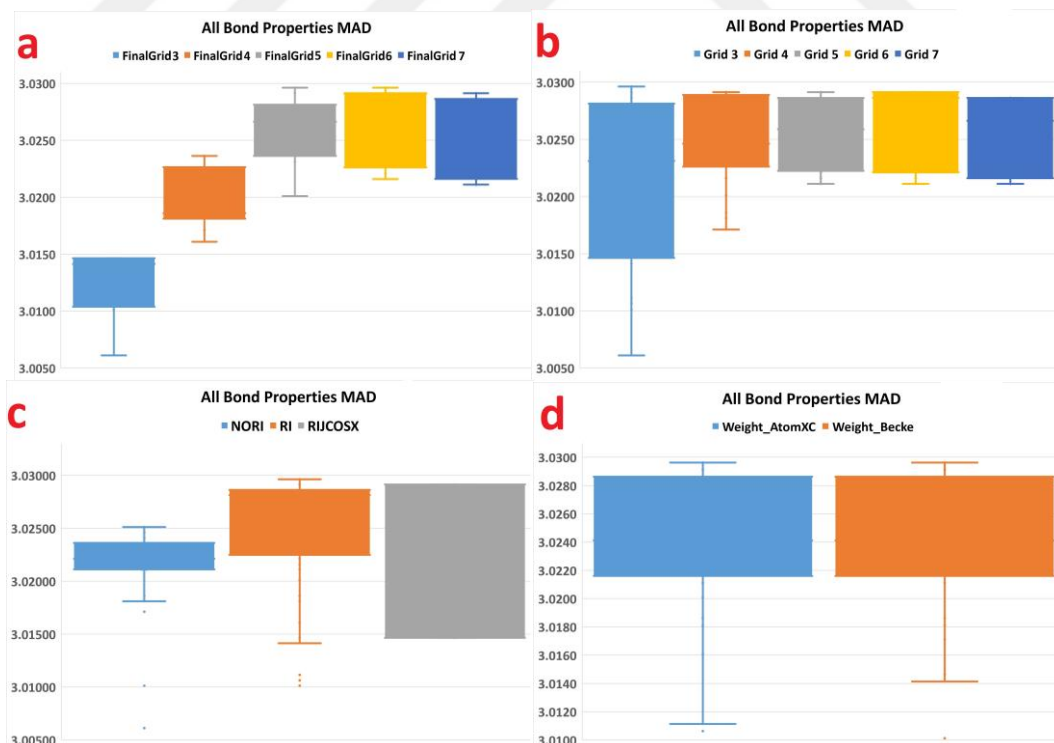 a
All Bond Properties MAD
FinalGrid3 FinalGrid4 FinalGrid5 FinalGrid6 FinalGrid 7
3.0300
3.0250
3.0200
3.0150
3.0100
3.0050
b
All Bond Properties MAD
Grid 3 Grid 4 Grid 5 Grid 6 Grid 7
3.0300
3.0250
3.0200
3.0150
3.0100
3.0050
c
All Bond Properties MAD
NORI RI RIJCOSX
3.03000
3.02500
3.02000
3.01500
3.01000
3.00500
d
All Bond Properties MAD
Weight_AtomXC Weight_Becke
3.0300
3.0280
3.0260
3.0240
3.0220
3.0200
3.0180
3.0160
3.0140
3.0120
3.0100